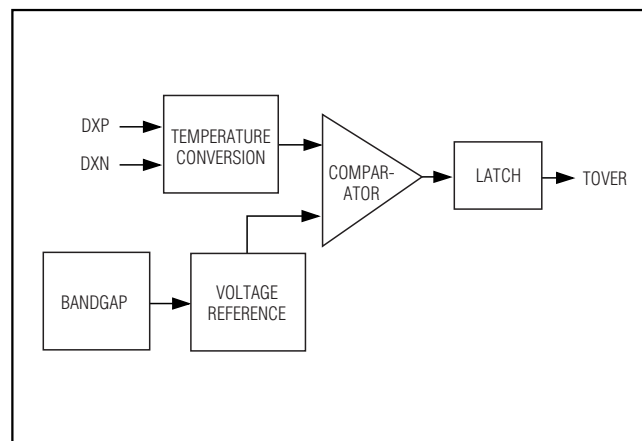 DXP
DXN
TEMPERATURE
CONVERSION
COMPAR-
ATOR
LATCH
TOVER
BANDGAP
VOLTAGE
REFERENCE